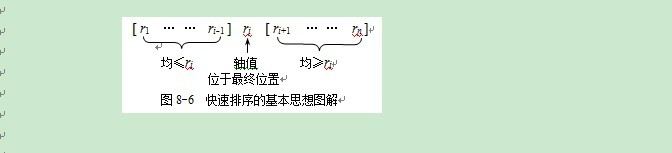 [ r1 ··· ··· ri−1 ] ri [ ri+1 ··· ··· rn ]
均≤ri 轴值 均≥ri
位于最终位置
图 8-6 快速排序的基本思想图解